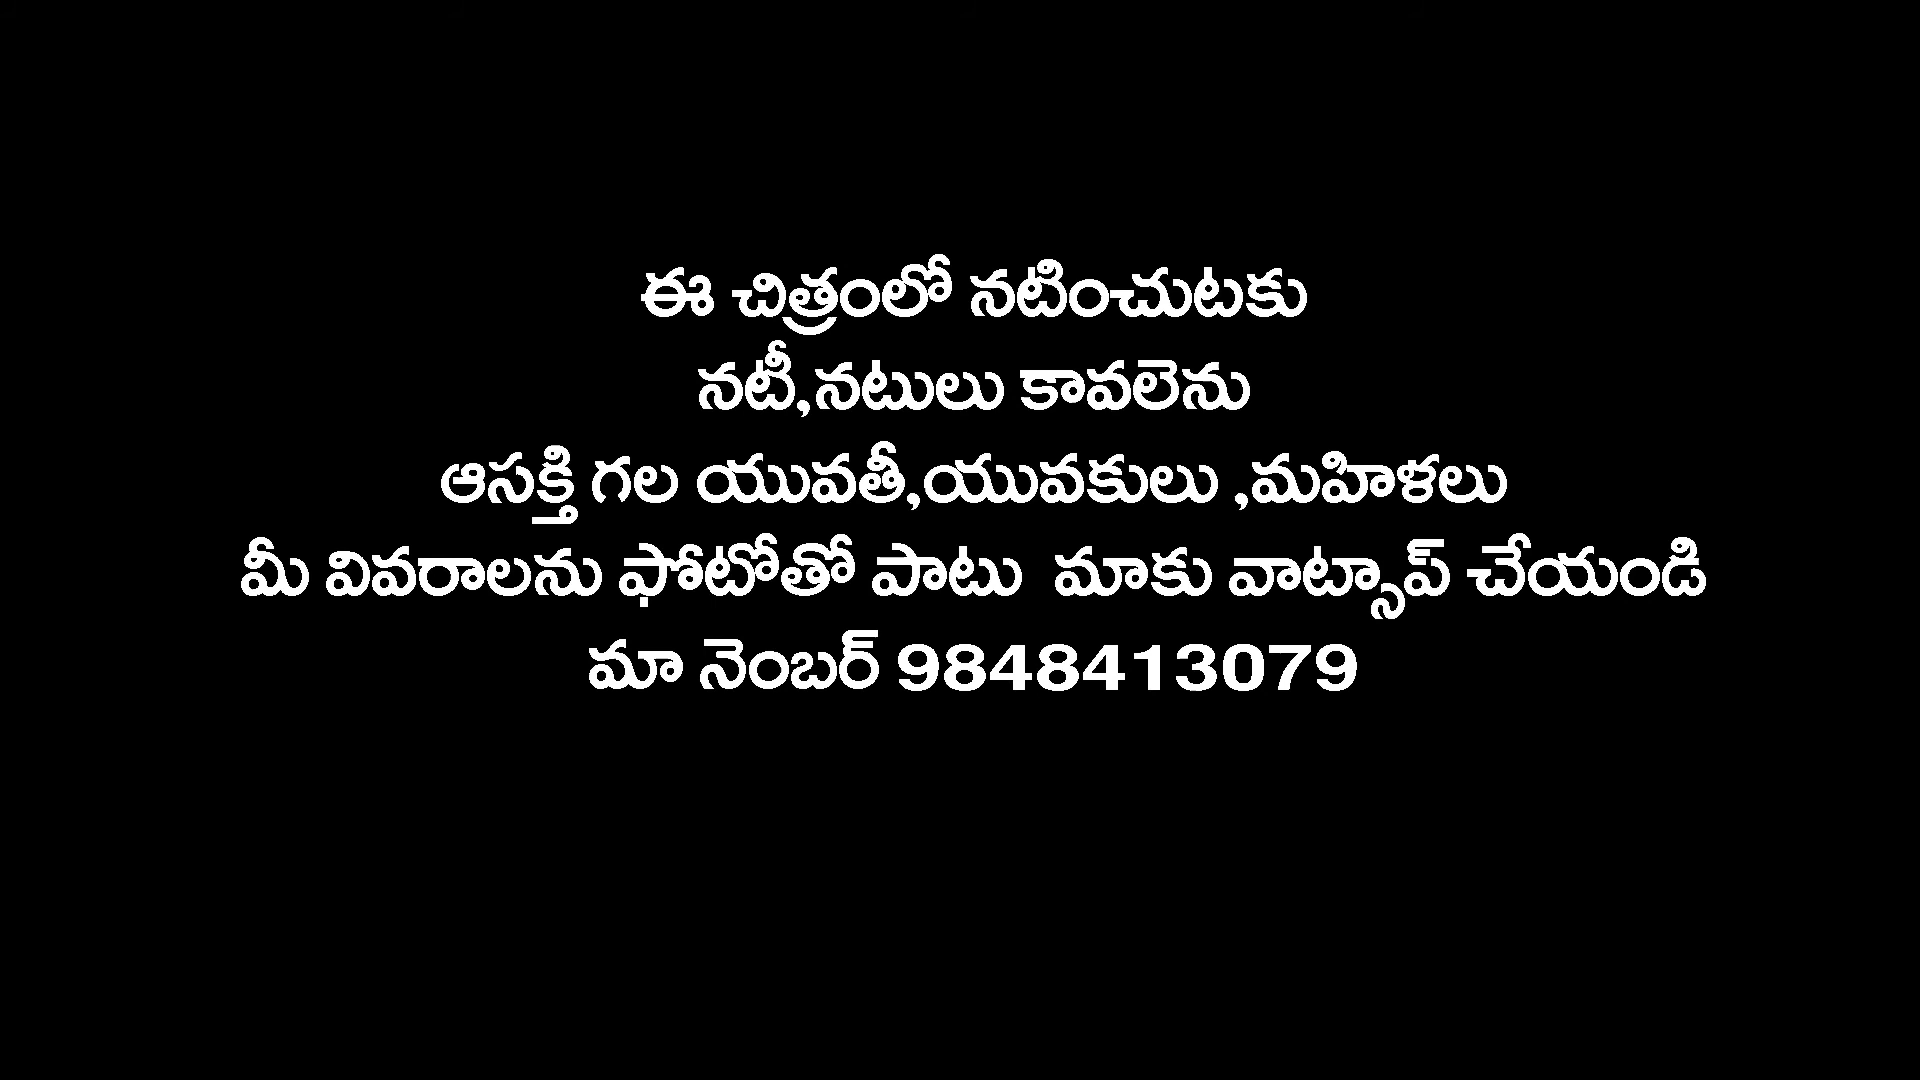 ఈ చిత్రంలో నటించుటకు
నటీ,నటులు కావలెను
ఆసక్తి గల యువతీ,యువకులు ,మహిళలు
మీ వివరాలను ఫోటోతో పాటు  మాకు వాట్సాప్ చేయండి
మా నెంబర్ 9848413079